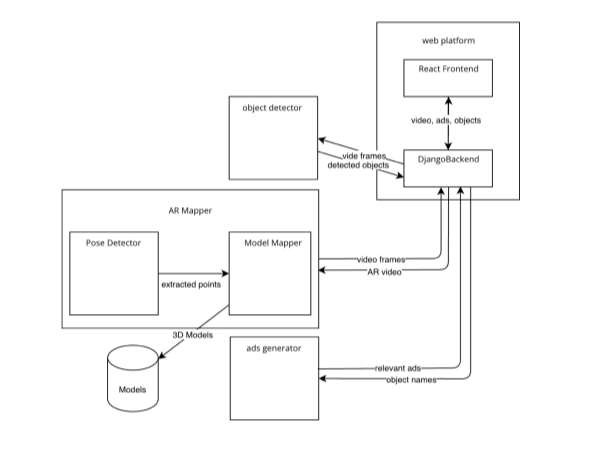 web platform
React Frontend
object detector
video, ads, objects
vide frames
detected objects
DjangoBackend
AR Mapper
Pose Detector
Model Mapper
video frames
AR video
extracted points
3D Models
ads generator
relevant ads
object names
Models